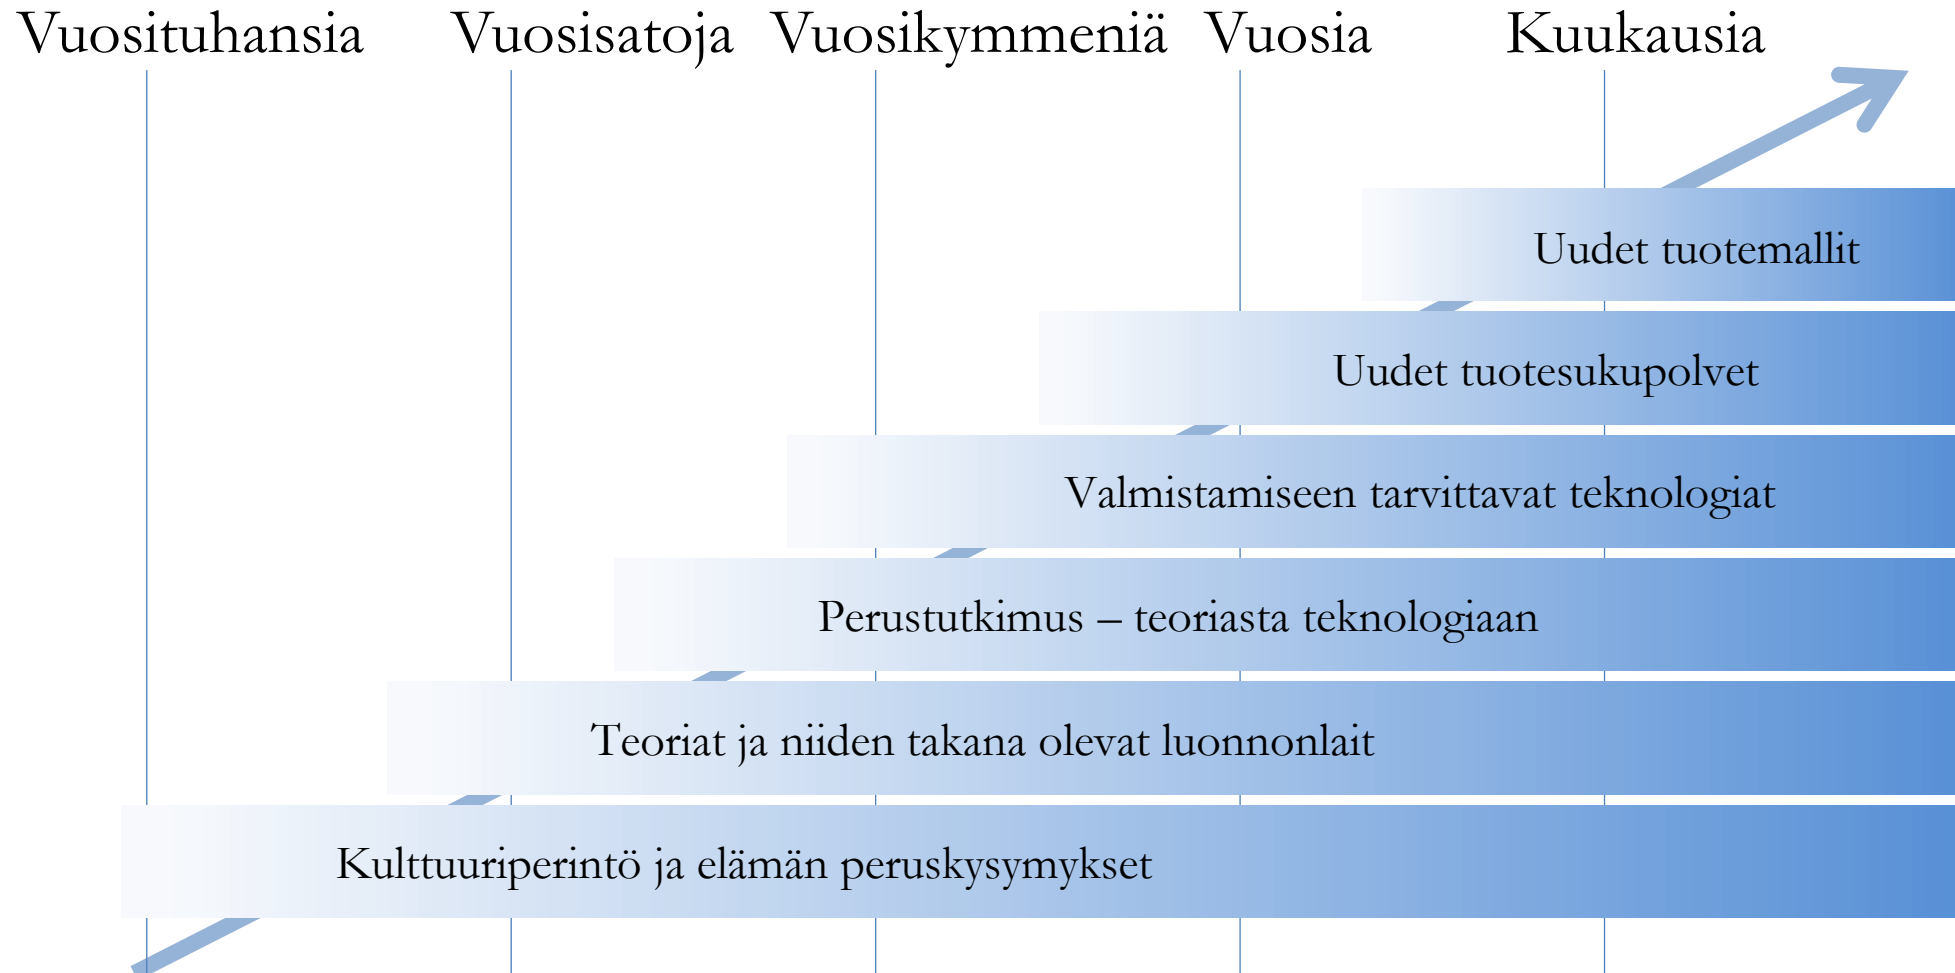 Vuosituhansia Vuosisatoja Vuosikymmeniä Vuosia Kuukausia
Uudet tuotemallit
Uudet tuotesukupolvet
Valmistamiseen tarvittavat teknologiat
Perustutkimus – teoriasta teknologiaan
Teoriat ja niiden takana olevat luonnonlait
Kulttuuriperintö ja elämän peruskysymykset